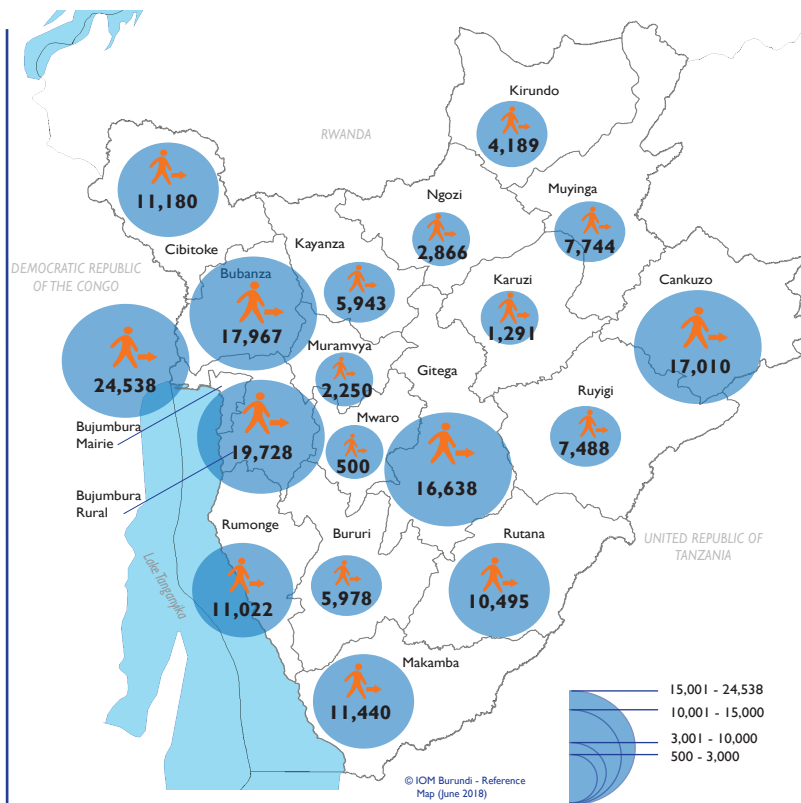 Kirundo
4,189
RWANDA
11,180
Cibitoke
Ngozi
2,866
Muyinga
7,744
Kayanza
5,943
DEMOCRATIC REPUBLIC
OF THE CONGO
Bubanza
17,967
Karuzi
1,291
Cankuzo
17,010
24,538
Muramvya
2,250
Gitega
16,638
Ruyigi
7,488
Bujumbura
Mairie
19,728
Mwaro
500
Bujumbura
Rural
Rumonge
11,022
Bururi
5,978
Rutana
10,495
UNITED REPUBLIC OF
TANZANIA
Lake Tanganyika
Makamba
11,440
15,001 - 24,538
10,001 - 15,000
3,001 - 10,000
500 - 3,000
© IOM Burundi - Reference
Map (June 2018)